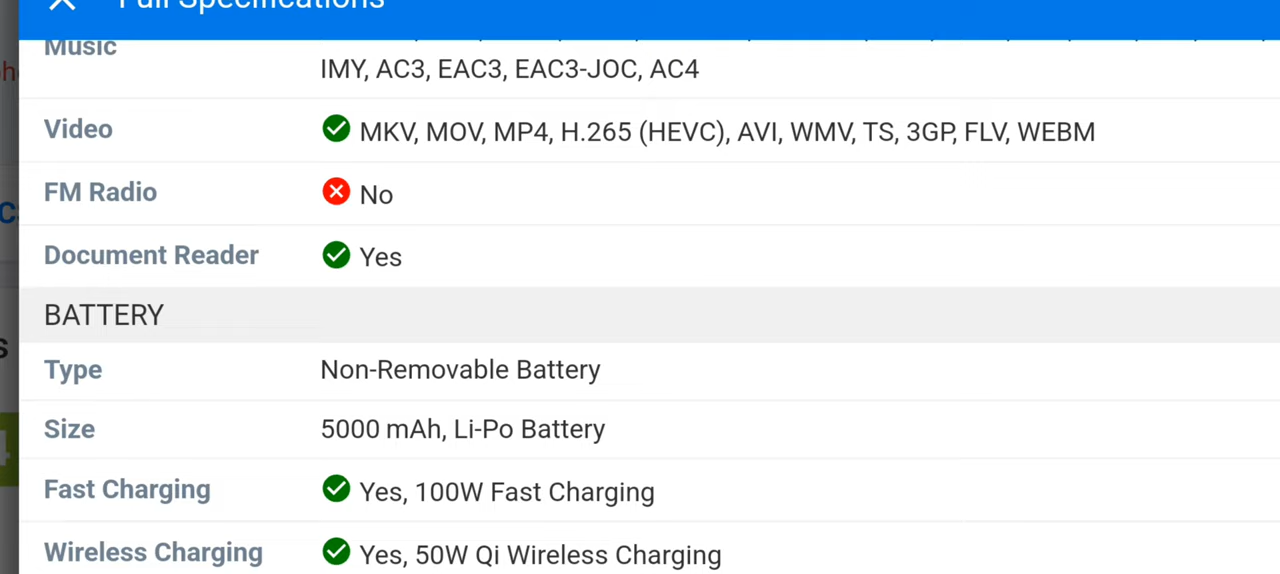 Full Specifications
Music
IMY, AC3, EAC3, EAC3-JOC, AC4
Video MKV, MOV, MP4, H.265 (HEVC), AVI, WMV, TS, 3GP, FLV, WEBM
FM Radio No
Document Reader Yes
BATTERY
Type Non-Removable Battery
Size 5000 mAh, Li-Po Battery
Fast Charging Yes, 100W Fast Charging
Wireless Charging Yes, 50W Qi Wireless Charging